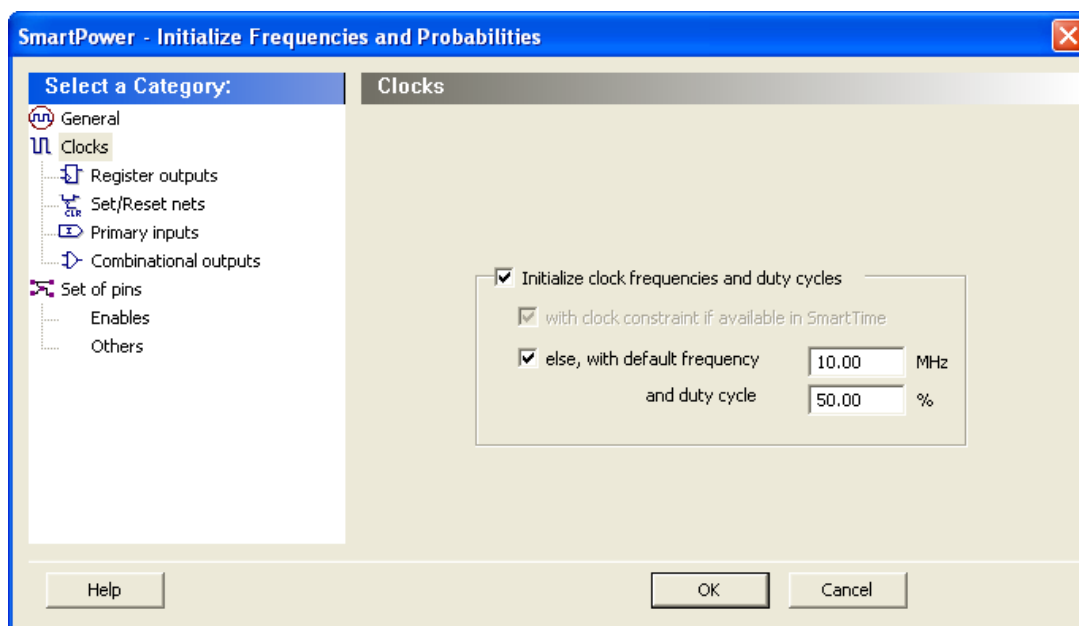 SmartPower - Initialize Frequencies and Probabilities
Select a Category:
General
Clocks
Register outputs
CLR
Set/Reset nets
Primary inputs
Combinational outputs
Set of pins
Enables
Others
Clocks
Initialize clock frequencies and duty cycles
with clock constraint if available in SmartTime
else, with default frequency 10.00 MHz
and duty cycle 50.00 %
Help OK Cancel